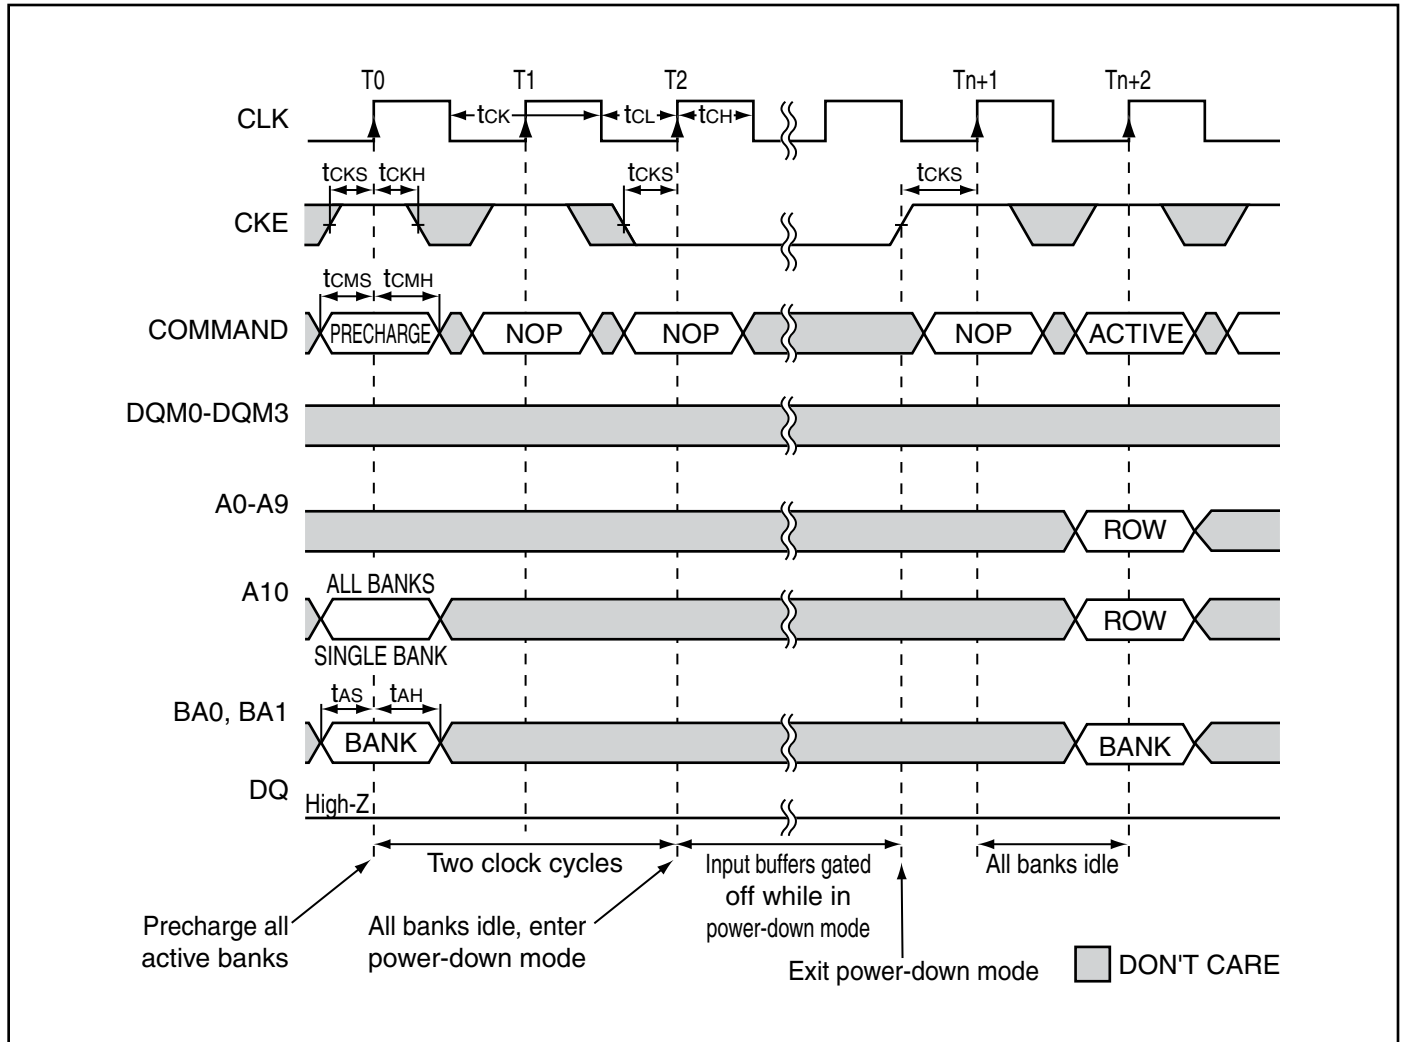 T0 T1 T2 Tn+1 Tn+2
CLK tCK tCL tCH
tCKS tCKH tCKS tCKS
CKE
tCMS tCMH
COMMAND PRECHARGE NOP NOP NOP ACTIVE
DQM0-DQM3
A0-A9 ROW
A10 ALL BANKS ROW
SINGLE BANK
tAS tAH
BA0, BA1 BANK BANK
DQ High-Z
Two clock cycles
Input buffers gated
off while in
power-down mode
All banks idle
Precharge all
active banks
All banks idle, enter
power-down mode
Exit power-down mode
DON'T CARE